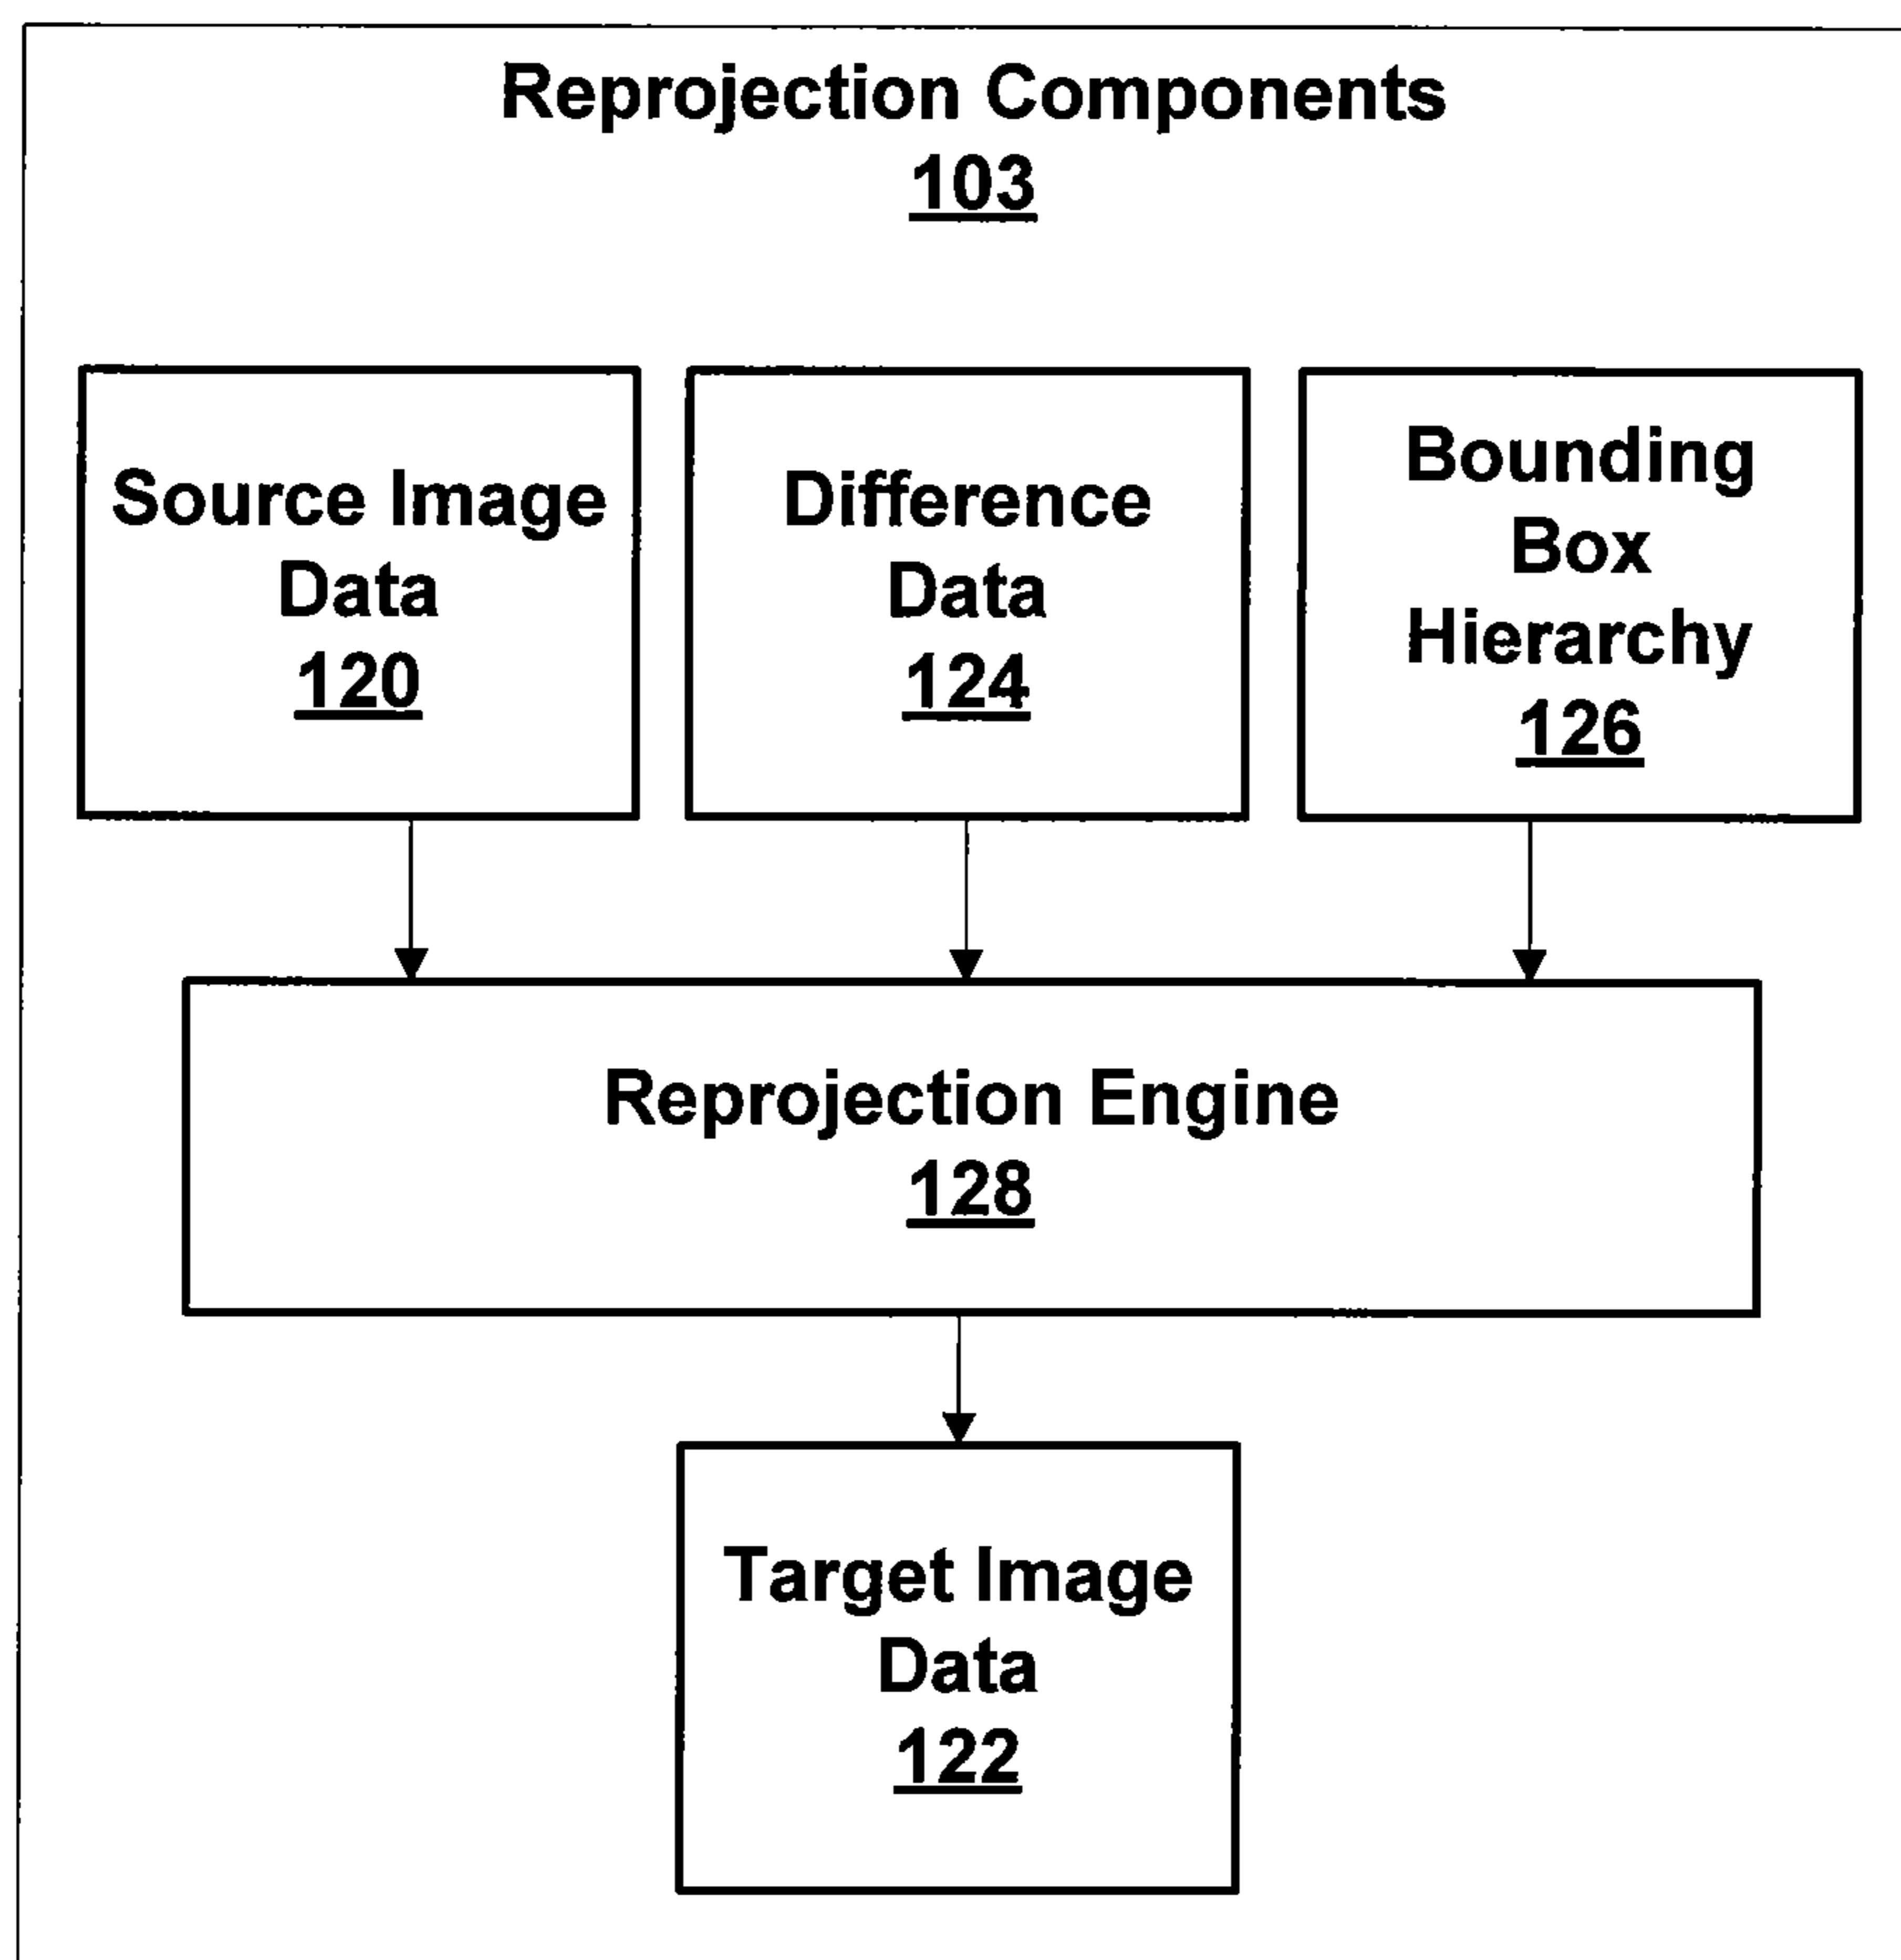 Reprojection Components
103
Source Image
Data
120
Difference
Data
124
Bounding
Box
Hierarchy
126
Reprojection Engine
128
Target Image
Data
122